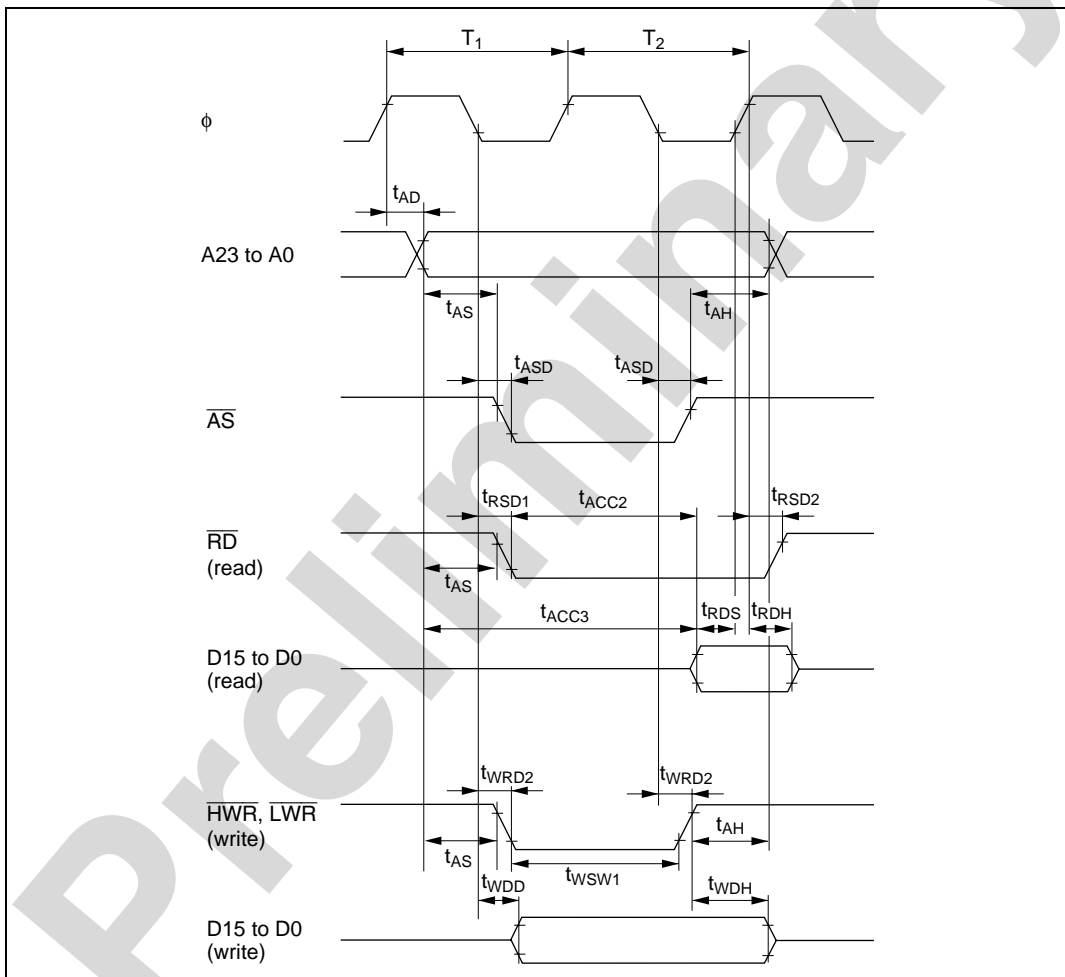 T1 T2
φ
tAD
A23 to A0
tAS tAH
tASD tASD
AS
tRSD1 tACC2 tRSD2
RD
(read)
tAS
tACC3 tRDS tRDH
D15 to D0
(read)
tWRD2 tWRD2
HWR, LWR
(write)
tAH
tAS tWSW1
tWDD tWDH
D15 to D0
(write)
Preliminary